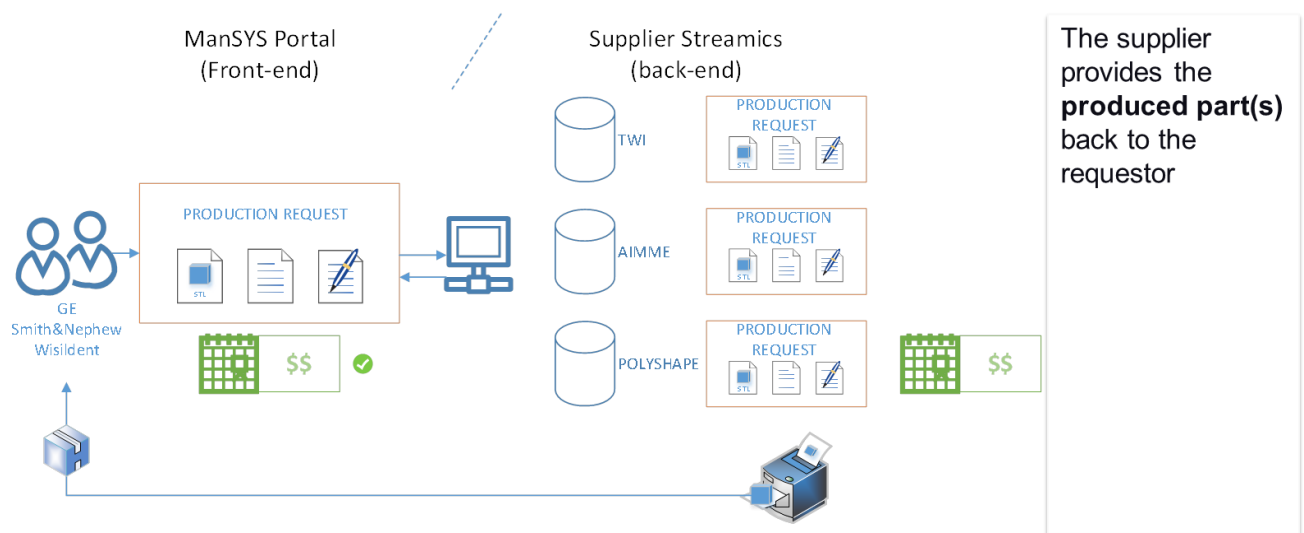 ManSYS Portal
(Front-end)
Supplier Streamics
(back-end)
The supplier
provides the
produced part(s)
back to the
requestor
PRODUCTION
REQUEST
STL
TWI
PRODUCTION REQUEST
STL
GE
Smith&Nephew
Wisildent
$$
PRODUCTION
REQUEST
STL
AIMME
PRODUCTION
REQUEST
STL
POLYSHAPE
$$